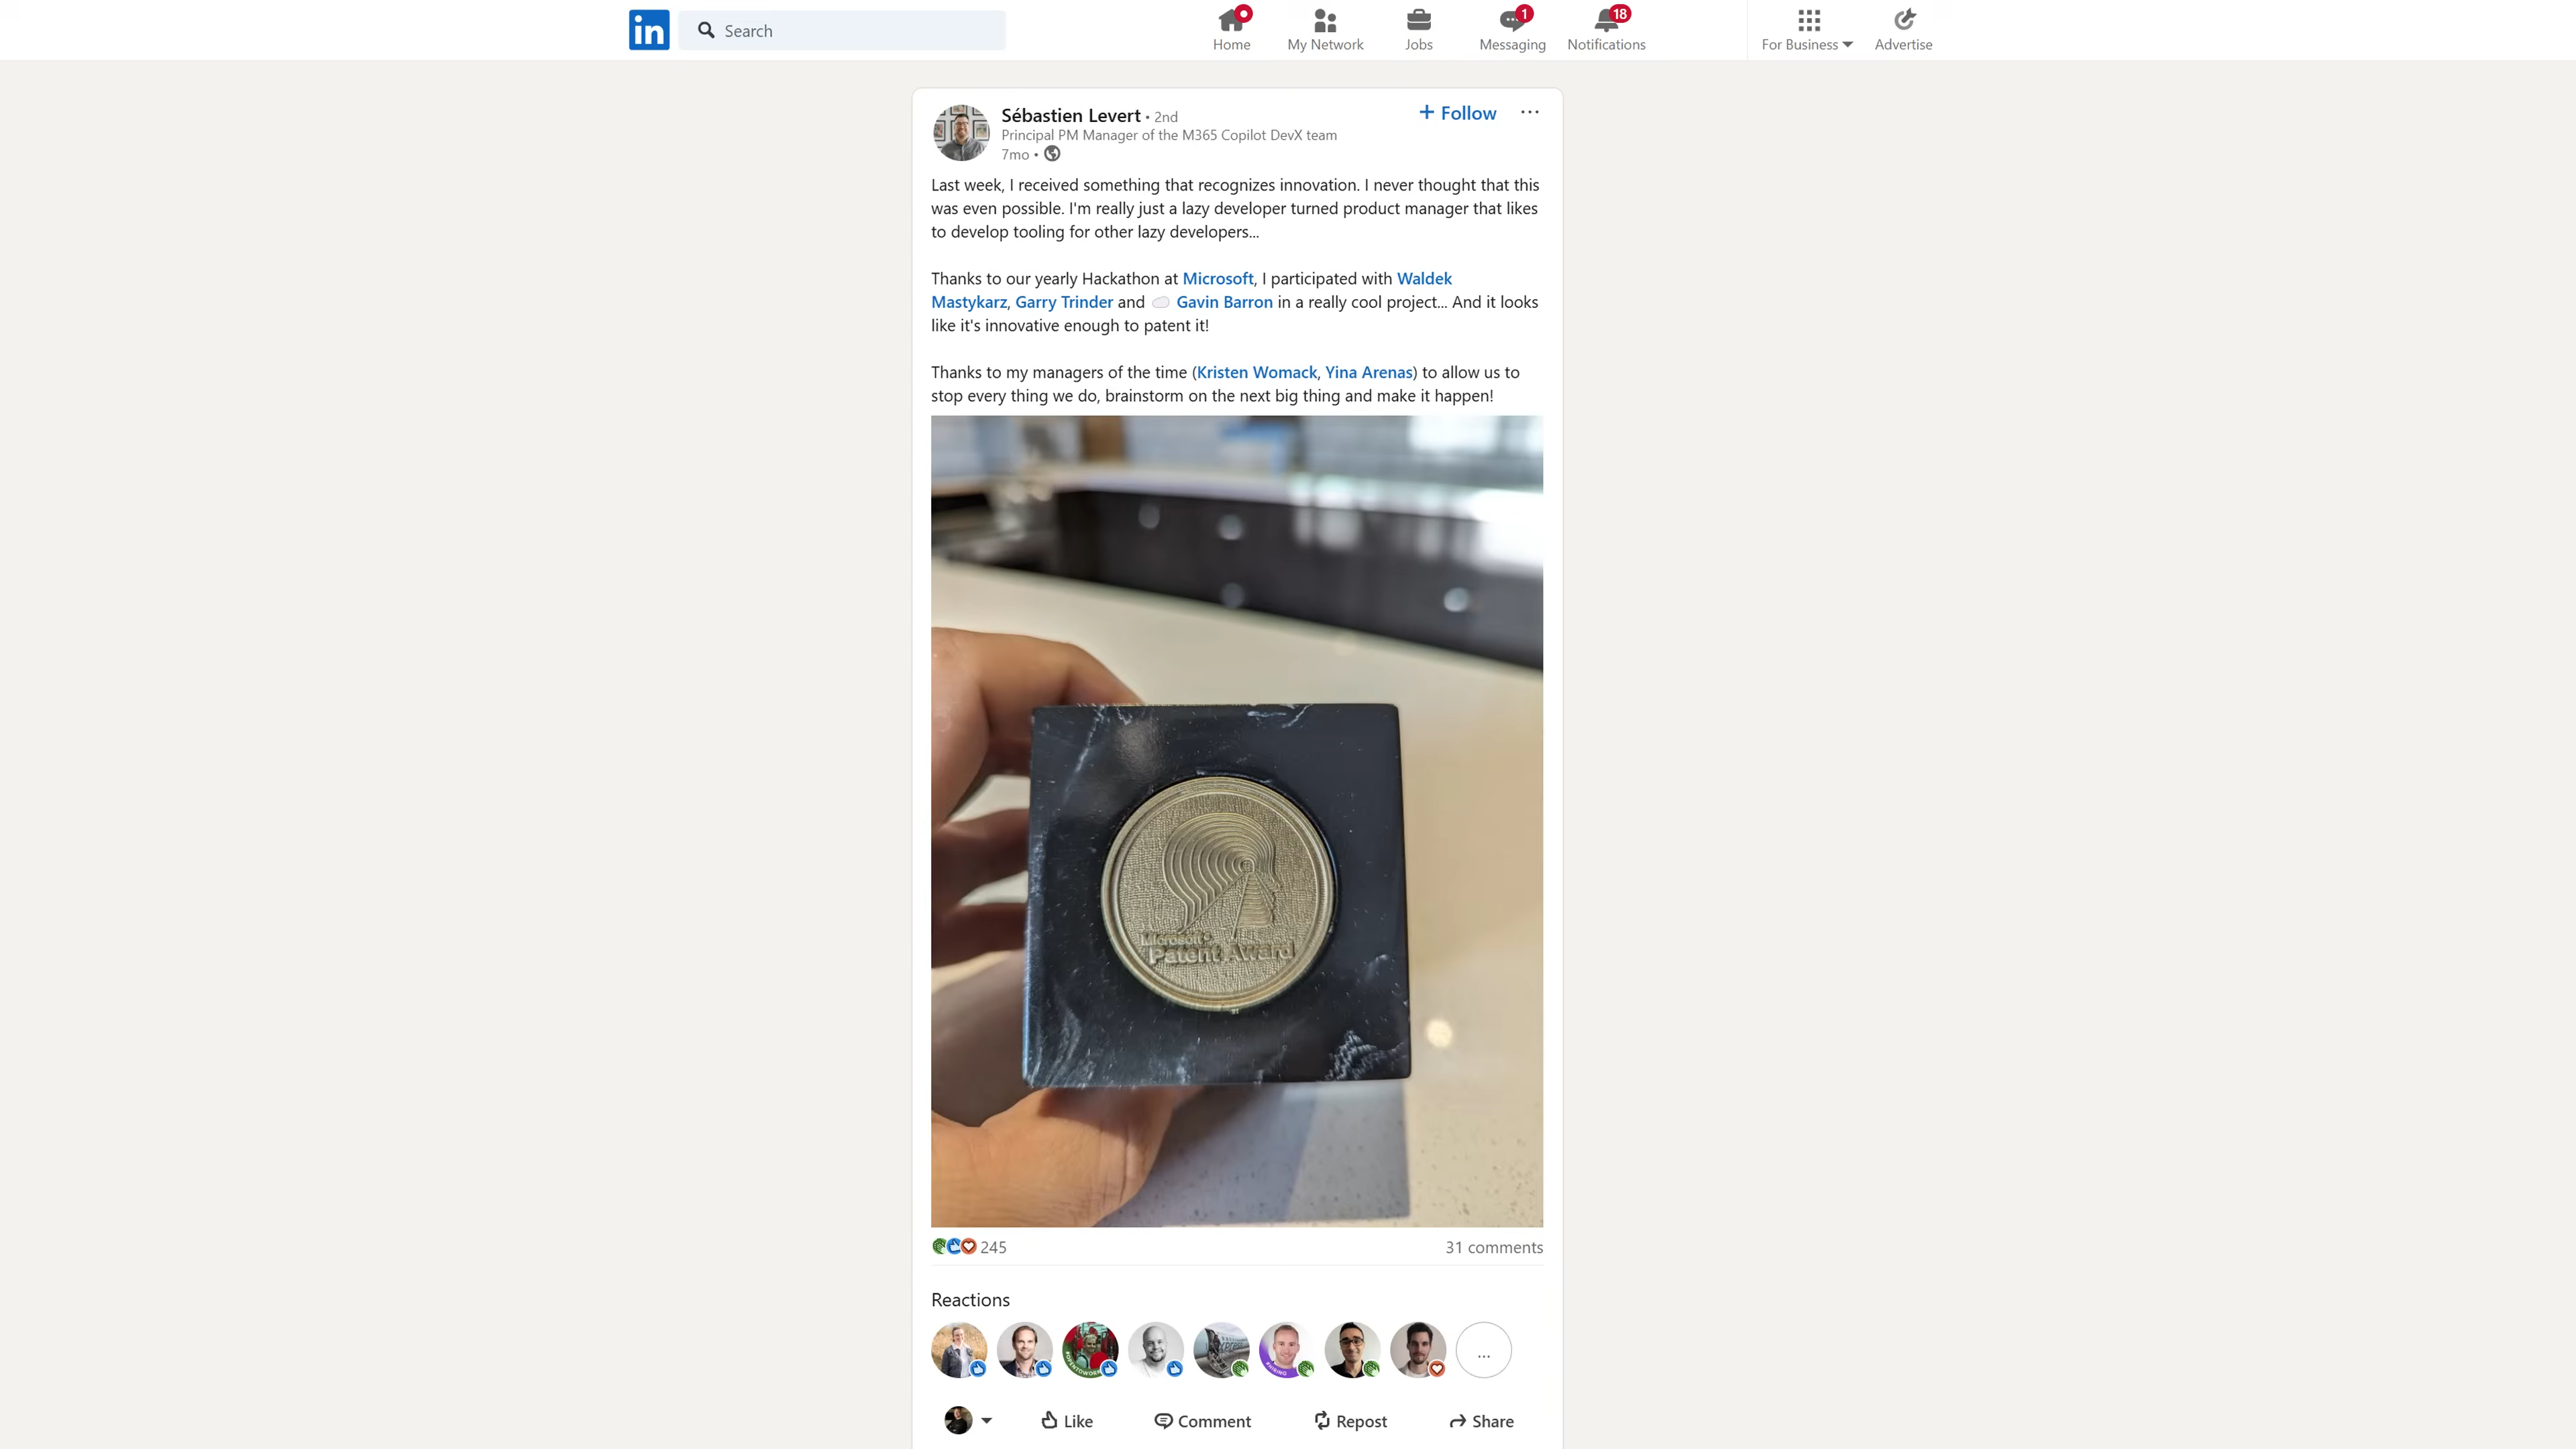 in
Search
Home
My Network
Jobs
1
Messaging
18
Notifications
For Business
Advertise
Sébastien Levert • 2nd
Principal PM Manager of the M365 Copilot DevX team
7mo •
+ Follow
...
Last week, I received something that recognizes innovation. I never thought that this
was even possible. I'm really just a lazy developer turned product manager that likes
to develop tooling for other lazy developers...
Thanks to our yearly Hackathon at Microsoft, I participated with Waldek
Mastykarz, Garry Trinder and Gavin Barron in a really cool project... And it looks
like it's innovative enough to patent it!
Thanks to my managers of the time (Kristen Womack, Yina Arenas) to allow us to
stop every thing we do, brainstorm on the next big thing and make it happen!
Microsoft
Patent Award
245
31 comments
Reactions
#OPENTOWORK
#HIRING
...
Like
Comment
Repost
Share